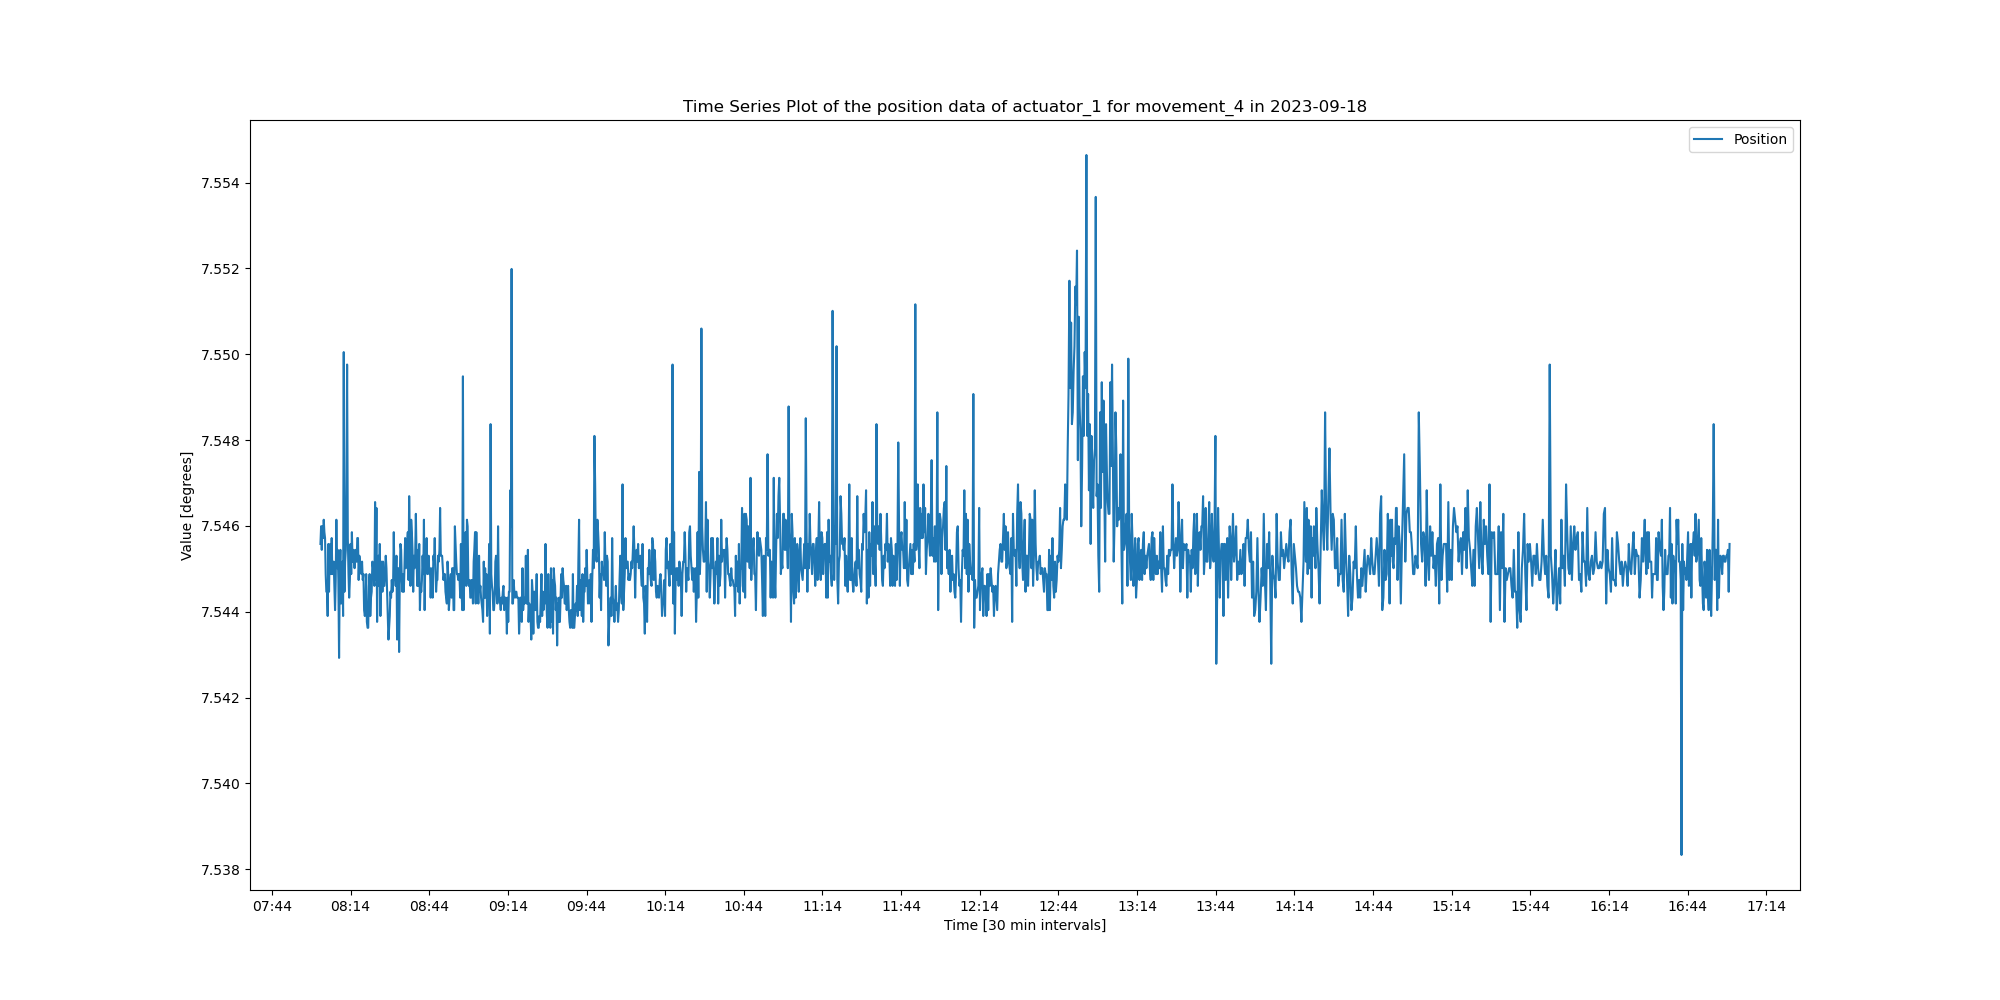 Time Series Plot of the position data of actuator_1 for movement_4 in 2023-09-18
Position
7.554
7.552
7.550
7.548
7.546
7.544
7.542
7.540
7.538
Value [degrees]
07:44 08:14 08:44 09:14 09:44 10:14 10:44 11:14 11:44 12:14 12:44 13:14 13:44 14:14 14:44 15:14 15:44 16:14 16:44 17:14
Time [30 min intervals]